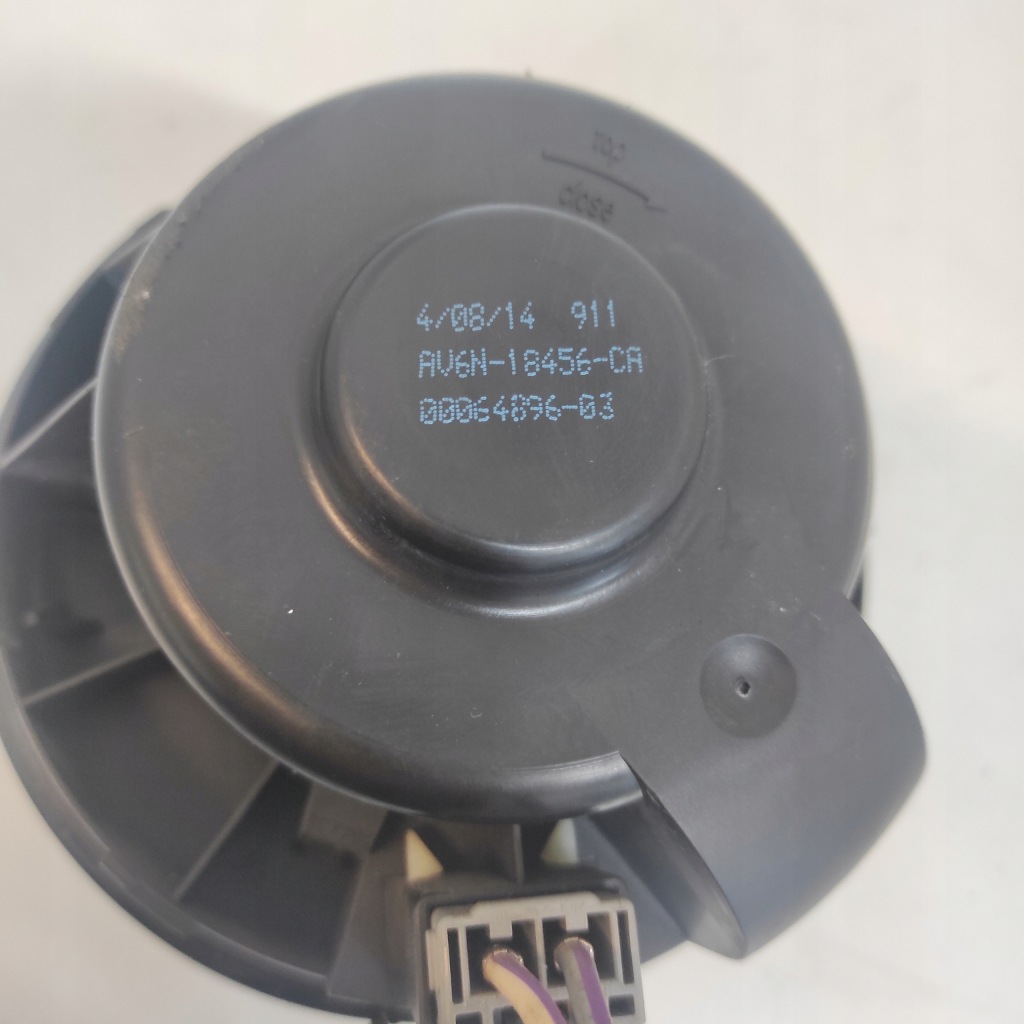 Top
close
4/08/14 911
AV6N-18456-CA
00064896-03